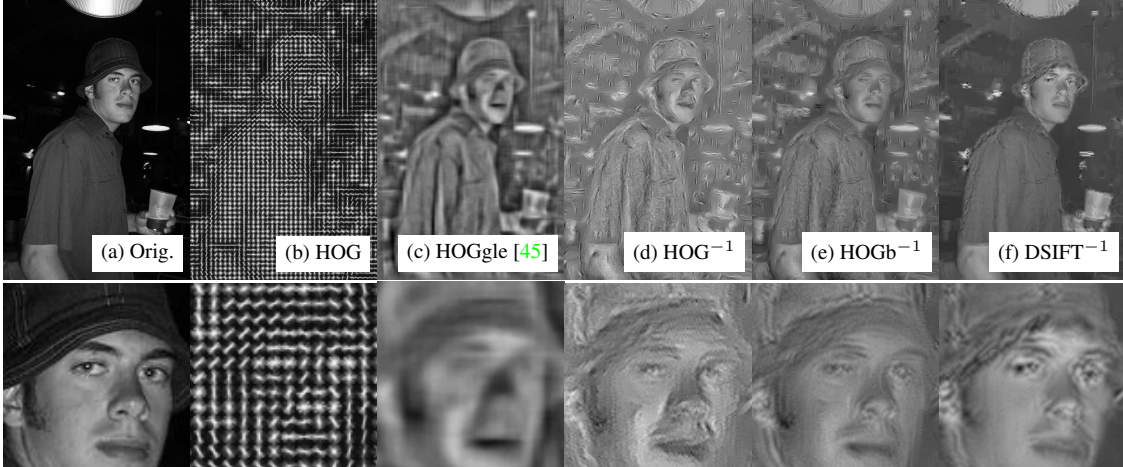 (a) Orig.
(b) HOG
(c) HOGgle [45]
(d) HOG⁻¹
(e) HOGb⁻¹
(f) DSIFT⁻¹